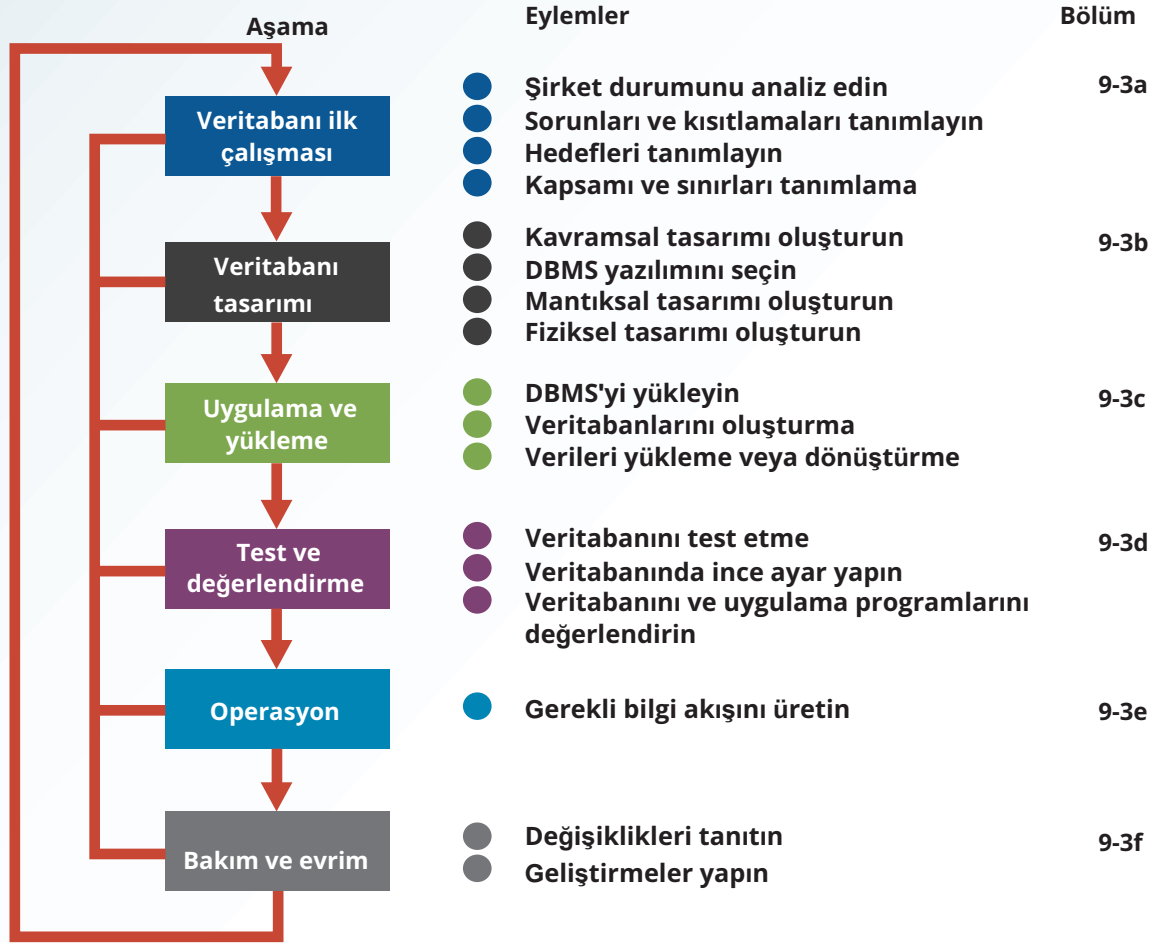 Aşama Eylemler Bölüm
Veritabanı ilk
çalışması
Şirket durumunu analiz edin 9-3a
Sorunları ve kısıtlamaları tanımlayın
Hedefleri tanımlayın
Kapsamı ve sınırları tanımlama
Veritabanı
tasarımı
Kavramsal tasarımı oluşturun 9-3b
DBMS yazılımını seçin
Mantıksal tasarımı oluşturun
Fiziksel tasarımı oluşturun
Uygulama ve
yükleme
DBMS'yi yükleyin 9-3c
Veritabanlarını oluşturma
Verileri yükleme veya dönüştürme
Test ve
değerlendirme
Veritabanını test etme 9-3d
Veritabanında ince ayar yapın
Veritabanını ve uygulama programlarını
değerlendirin
Operasyon
Gerekli bilgi akışını üretin 9-3e
Bakım ve evrim
Değişiklikleri tanıtın 9-3f
Geliştirmeler yapın